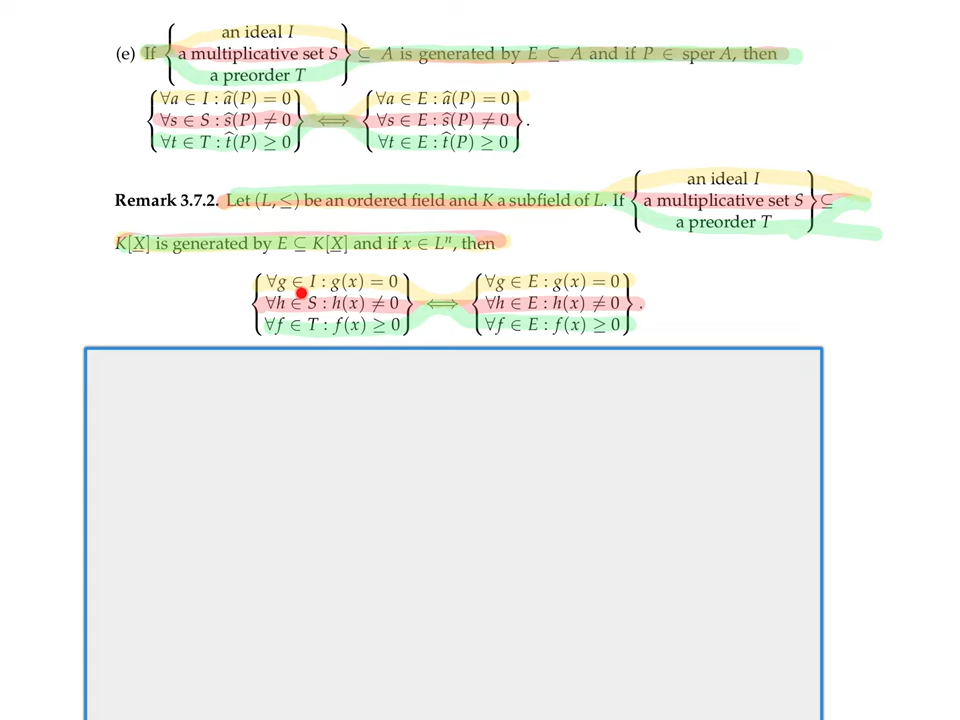 an ideal I
(e) If { a multiplicative set S } ⊆ A is generated by E ⊆ A and if P ∈ sper A, then
a preorder T
{ ∀a ∈ I : â(P) = 0 } { ∀a ∈ E : â(P) = 0 }
{ ∀s ∈ S : ŝ(P) ≠ 0 } ⟺ { ∀s ∈ E : ŝ(P) ≠ 0 } .
{ ∀t ∈ T : t̂(P) ≥ 0 } { ∀t ∈ E : t̂(P) ≥ 0 }
an ideal I
Remark 3.7.2. Let (L, ≤) be an ordered field and K a subfield of L. If { a multiplicative set S } ⊆
a preorder T
K[X̲] is generated by E ⊆ K[X̲] and if x ∈ Lⁿ, then
{ ∀g ∈ I : g(x) = 0 } { ∀g ∈ E : g(x) = 0 }
{ ∀h ∈ S : h(x) ≠ 0 } ⟺ { ∀h ∈ E : h(x) ≠ 0 } .
{ ∀f ∈ T : f(x) ≥ 0 } { ∀f ∈ E : f(x) ≥ 0 }